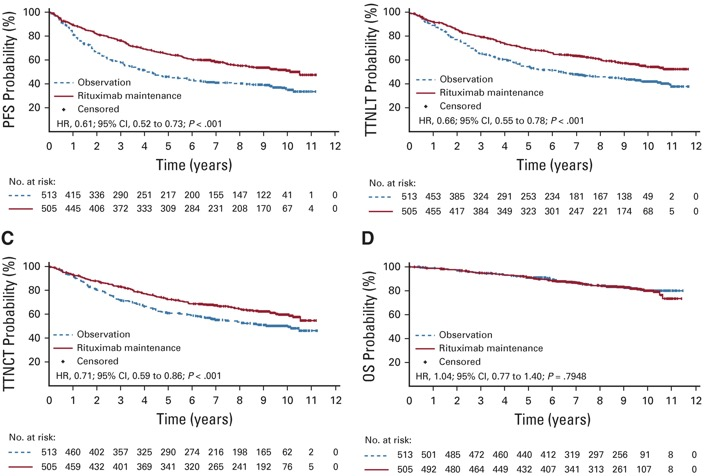 100
80
60
40
20
PFS Probability (%)
Observation
Rituximab maintenance
Censored
HR, 0.61; 95% CI, 0.52 to 0.73; P < .001
0 1 2 3 4 5 6 7 8 9 10 11 12
Time (years)
No. at risk:
513 415 336 290 251 217 200 155 147 122 41 1 0
505 445 406 372 333 309 284 231 208 170 67 4 0
100
80
60
40
20
TTNLT Probability (%)
Observation
Rituximab maintenance
Censored
HR, 0.66; 95% CI, 0.55 to 0.78; P < .001
0 1 2 3 4 5 6 7 8 9 10 11 12
Time (years)
No. at risk:
513 453 385 324 291 253 234 181 167 138 49 2 0
505 455 417 384 349 323 301 247 221 174 68 5 0
C
100
80
60
40
20
TTNCT Probability (%)
Observation
Rituximab maintenance
Censored
HR, 0.71; 95% CI, 0.59 to 0.86; P < .001
0 1 2 3 4 5 6 7 8 9 10 11 12
Time (years)
No. at risk:
513 460 402 357 325 290 274 216 198 165 62 2 0
505 459 432 401 369 341 320 265 241 192 76 5 0
D
100
80
60
40
20
OS Probability (%)
Observation
Rituximab maintenance
Censored
HR, 1.04; 95% CI, 0.77 to 1.40; P = .7948
0 1 2 3 4 5 6 7 8 9 10 11 12
Time (years)
No. at risk:
513 501 485 472 460 440 412 319 297 256 91 8 0
505 492 480 464 449 432 407 341 313 261 107 8 0